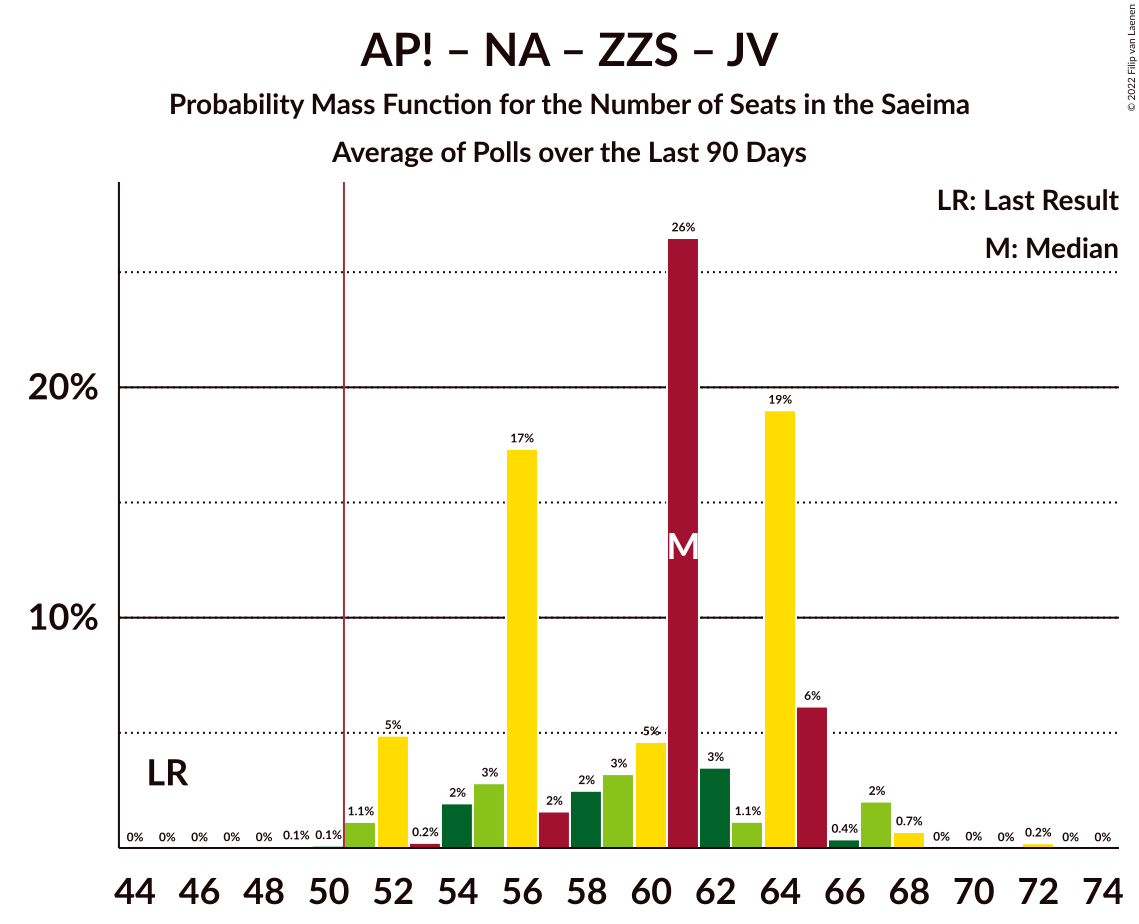 AP! – NA – ZZS – JV
Probability Mass Function for the Number of Seats in the Saeima
Average of Polls over the Last 90 Days
© 2022 Filip van Laenen
LR: Last Result
M: Median
20%
10%
LR
M
0% 0% 0% 0% 0% 0.1% 0.1% 1.1% 5% 0.2% 2% 3% 17% 2% 2% 3% 5% 26% 3% 1.1% 19% 6% 0.4% 2% 0.7% 0% 0% 0% 0.2% 0% 0%
44 46 48 50 52 54 56 58 60 62 64 66 68 70 72 74